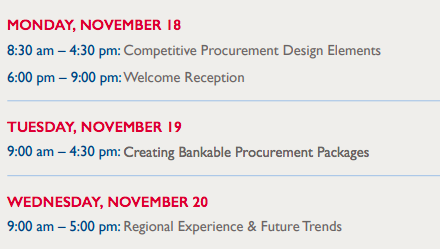 MONDAY, NOVEMBER 18
8:30 am – 4:30 pm: Competitive Procurement Design Elements
6:00 pm – 9:00 pm: Welcome Reception
TUESDAY, NOVEMBER 19
9:00 am – 4:30 pm: Creating Bankable Procurement Packages
WEDNESDAY, NOVEMBER 20
9:00 am – 5:00 pm: Regional Experience & Future Trends